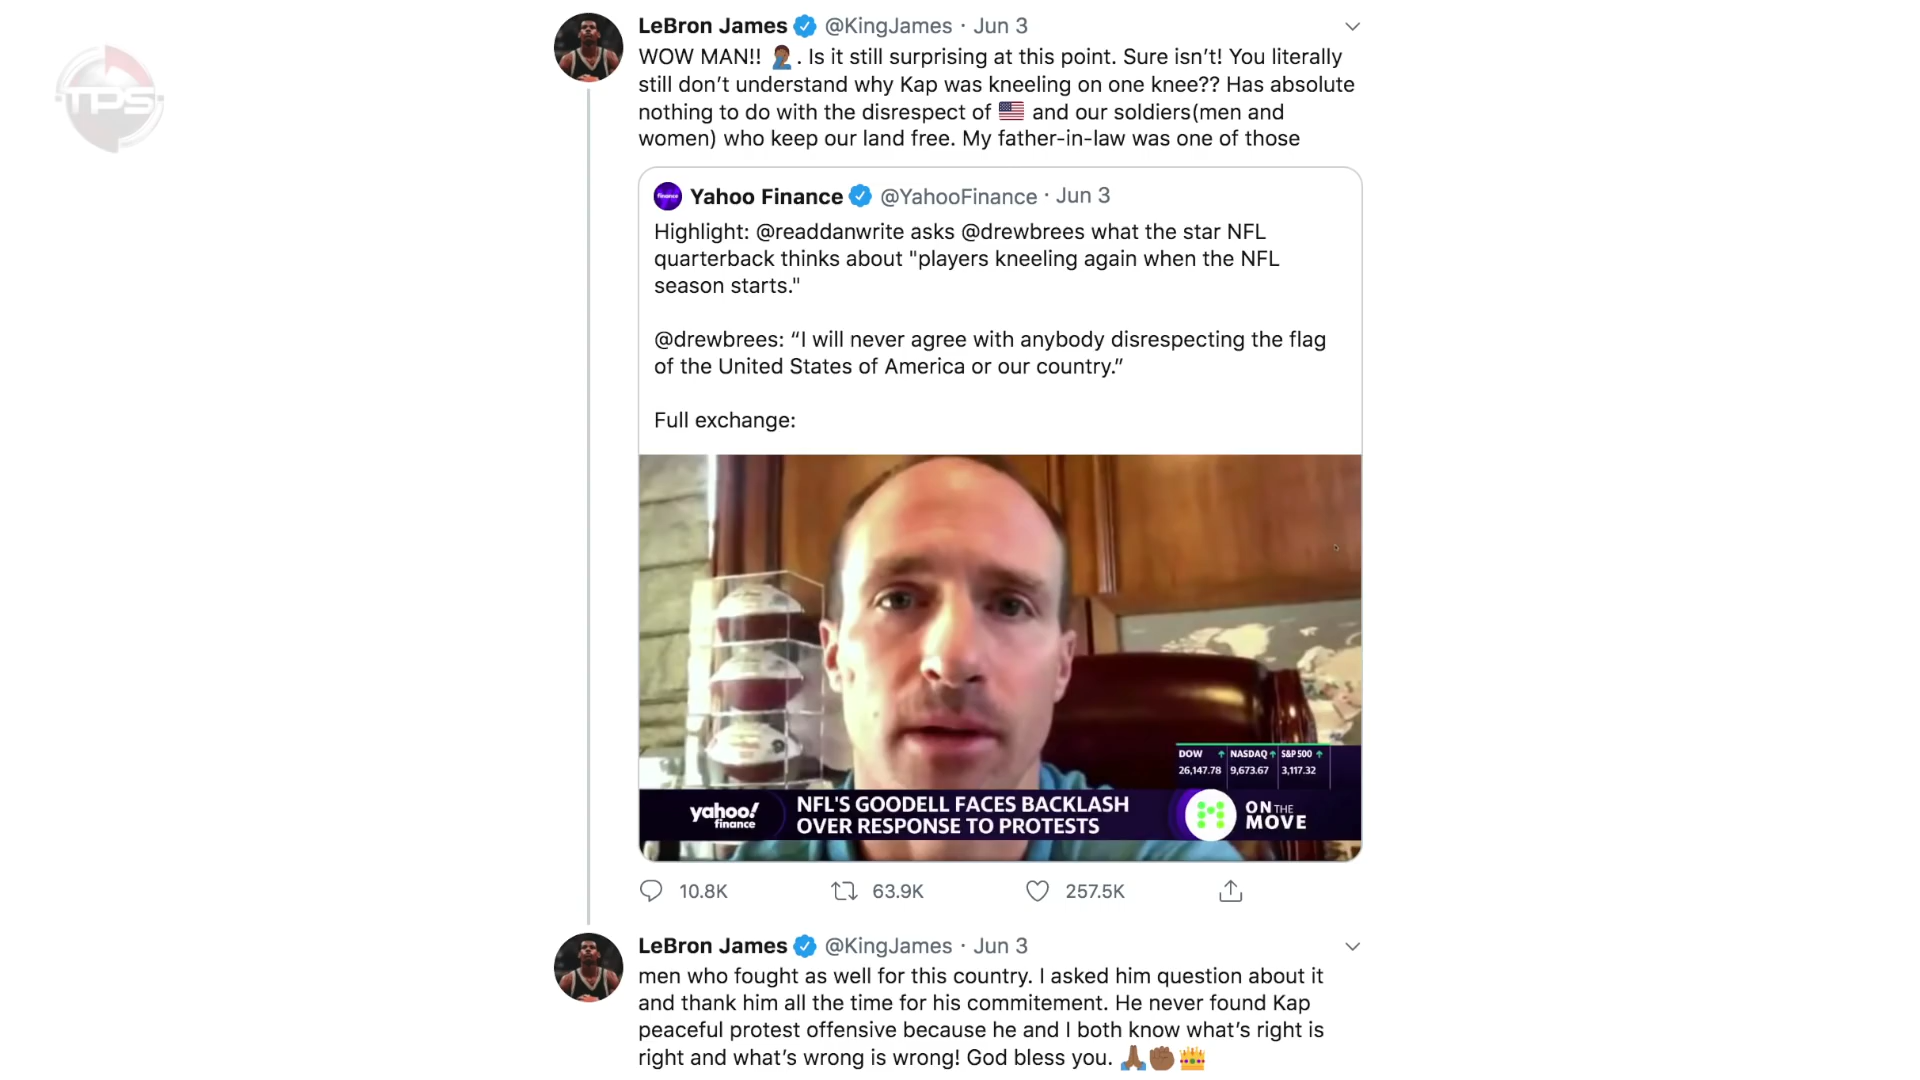 TPS
LeBron James @KingJames · Jun 3
WOW MAN!! 🤦🏾‍♂️. Is it still surprising at this point. Sure isn’t! You literally
still don’t understand why Kap was kneeling on one knee?? Has absolute
nothing to do with the disrespect of 🇺🇸 and our soldiers(men and
women) who keep our land free. My father-in-law was one of those
finance
Yahoo Finance @YahooFinance · Jun 3
Highlight: @readdanwrite asks @drewbrees what the star NFL
quarterback thinks about "players kneeling again when the NFL
season starts."
@drewbrees: “I will never agree with anybody disrespecting the flag
of the United States of America or our country.”
Full exchange:
DOW NASDAQ S&P 500
26,147.78 9,673.67 3,117.32
yahoo!
finance
NFL'S GOODELL FACES BACKLASH
OVER RESPONSE TO PROTESTS
ON THE
MOVE
10.8K 63.9K 257.5K
LeBron James @KingJames · Jun 3
men who fought as well for this country. I asked him question about it
and thank him all the time for his commitement. He never found Kap
peaceful protest offensive because he and I both know what’s right is
right and what’s wrong is wrong! God bless you. 🙏🏾✊🏾👑